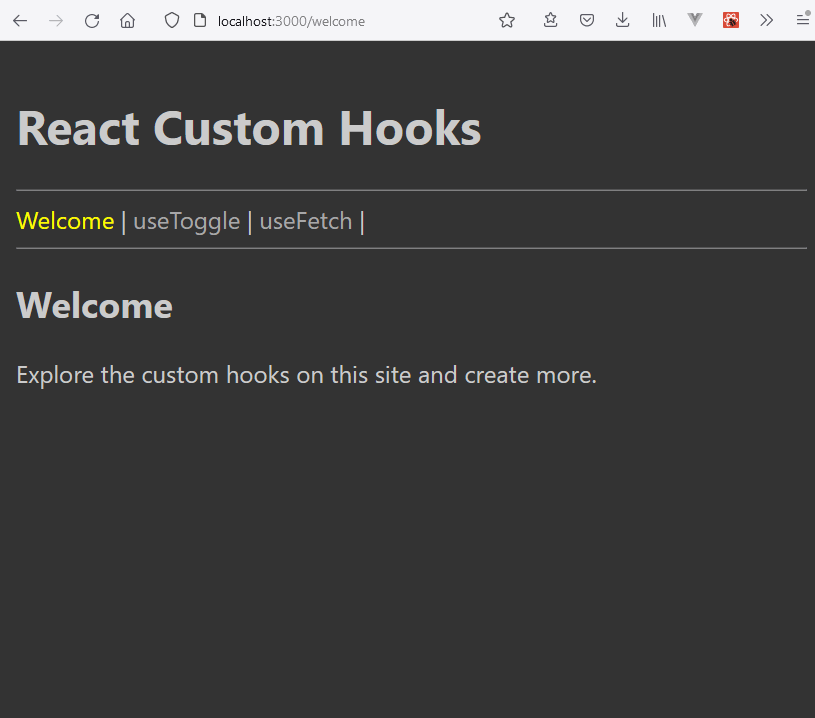 localhost:3000/welcome
React Custom Hooks
Welcome | useToggle | useFetch |
Welcome
Explore the custom hooks on this site and create more.